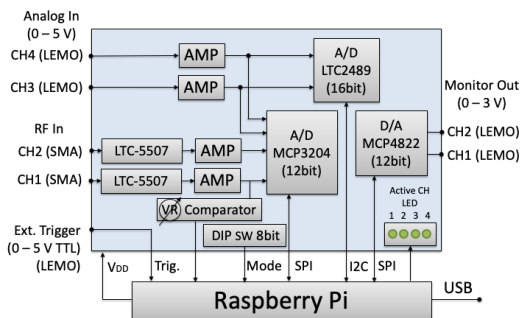 Analog In
(0 – 5 V)
CH4 (LEMO)
CH3 (LEMO)
RF In
CH2 (SMA)
CH1 (SMA)
Ext. Trigger
(0 – 5 V TTL)
(LEMO)
AMP
AMP
LTC-5507
AMP
LTC-5507
AMP
VR Comparator
DIP SW 8bit
A/D
LTC2489
(16bit)
A/D
MCP3204
(12bit)
D/A
MCP4822
(12bit)
Monitor Out
(0 – 3 V)
CH2 (LEMO)
CH1 (LEMO)
Active CH
LED
1 2 3 4
VDD Trig. Mode SPI I2C SPI
Raspberry Pi
USB